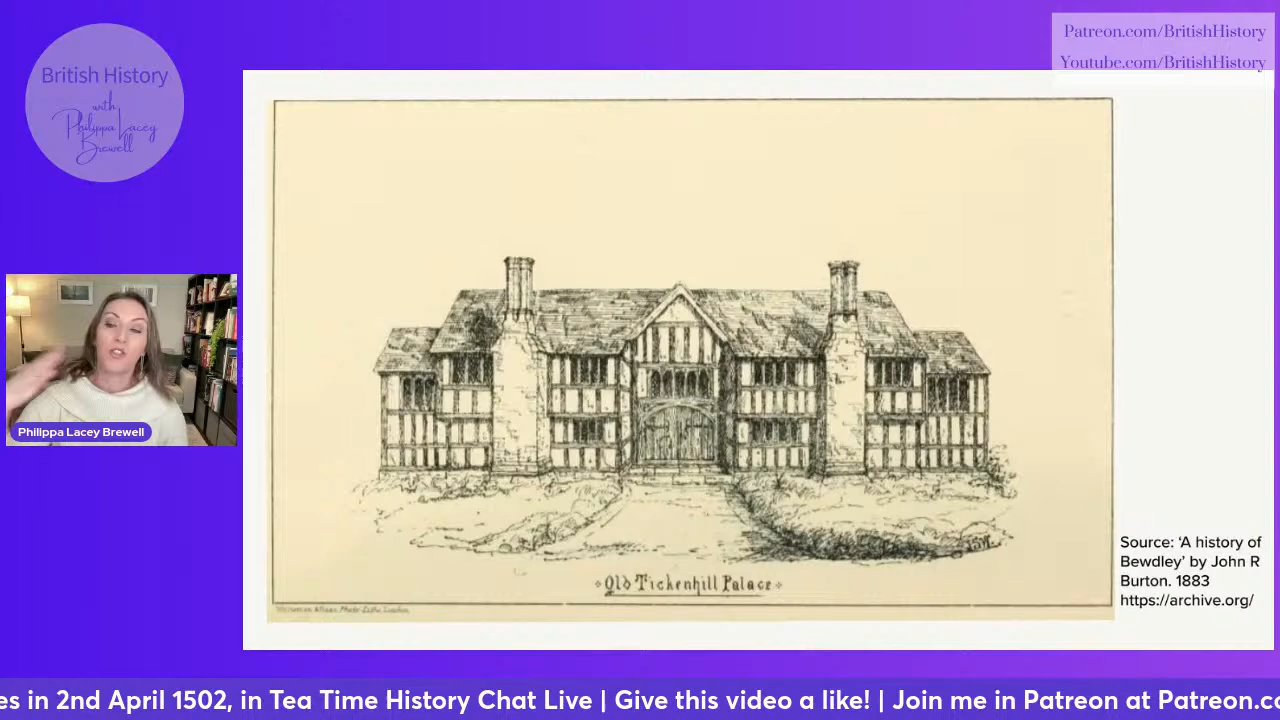 British History
with
Philippa Lacey
Brewell
Patreon.com/BritishHistory
Youtube.com/BritishHistory
Philippa Lacey Brewell
Old Tickenhill Palace
Source: ‘A history of
Bewdley’ by John R
Burton. 1883
https://archive.org/
es in 2nd April 1502, in Tea Time History Chat Live | Give this video a like! | Join me in Patreon at Patreon.co